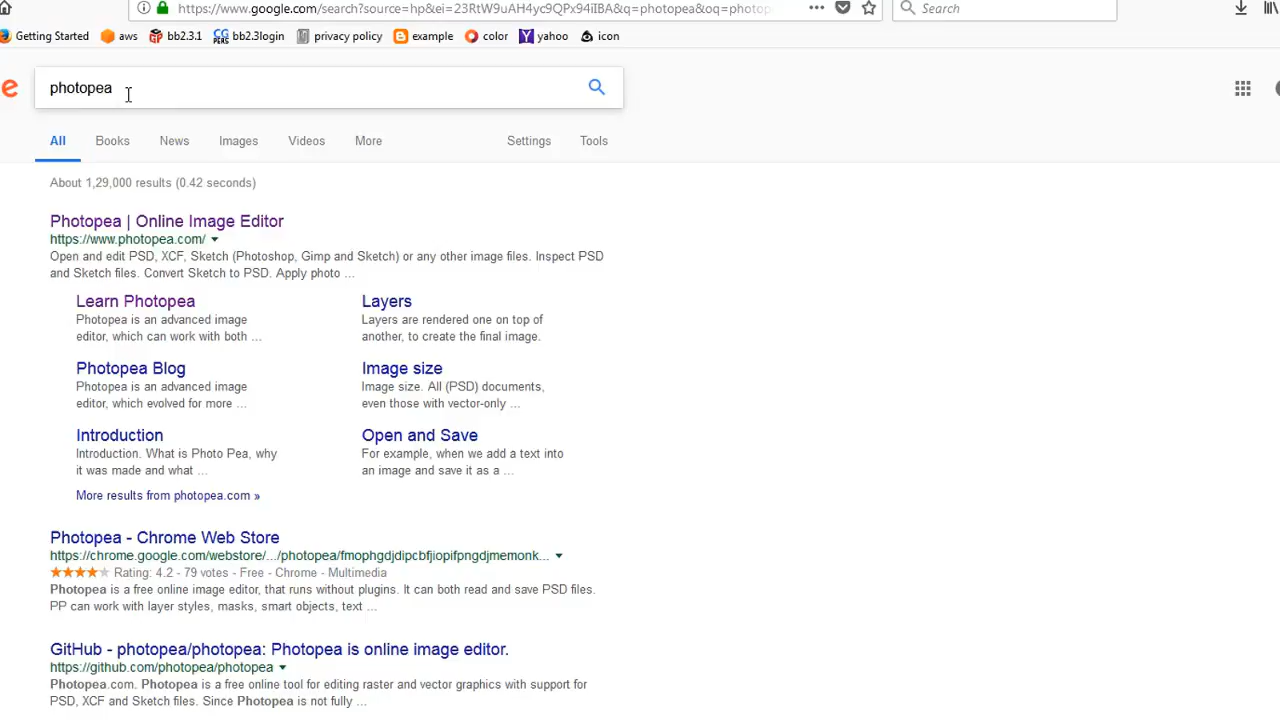 https://www.google.com/search?source=hp&ei=23RtW9uAH4yc9QPx94iIBA&q=photopea&oq=photop
Search
Getting Started aws bb2.3.1 bb2.3login privacy policy example color yahoo icon
e
photopea
All Books News Images Videos More Settings Tools
About 1,29,000 results (0.42 seconds)
Photopea | Online Image Editor
https://www.photopea.com/
Open and edit PSD, XCF, Sketch (Photoshop, Gimp and Sketch) or any other image files. Inspect PSD
and Sketch files. Convert Sketch to PSD. Apply photo ...
Learn Photopea
Photopea is an advanced image
editor, which can work with both ...
Layers
Layers are rendered one on top of
another, to create the final image.
Photopea Blog
Photopea is an advanced image
editor, which evolved for more ...
Image size
Image size. All (PSD) documents,
even those with vector-only ...
Introduction
Introduction. What is Photo Pea, why
it was made and what ...
Open and Save
For example, when we add a text into
an image and save it as a ...
More results from photopea.com »
Photopea - Chrome Web Store
https://chrome.google.com/webstore/.../photopea/fmophgdjdipcbfjiopifpngdjmemonk...
Rating: 4.2 - 79 votes - Free - Chrome - Multimedia
Photopea is a free online image editor, that runs without plugins. It can both read and save PSD files.
PP can work with layer styles, masks, smart objects, text ...
GitHub - photopea/photopea: Photopea is online image editor.
https://github.com/photopea/photopea
Photopea.com. Photopea is a free online tool for editing raster and vector graphics with support for
PSD, XCF and Sketch files. Since Photopea is not fully ...